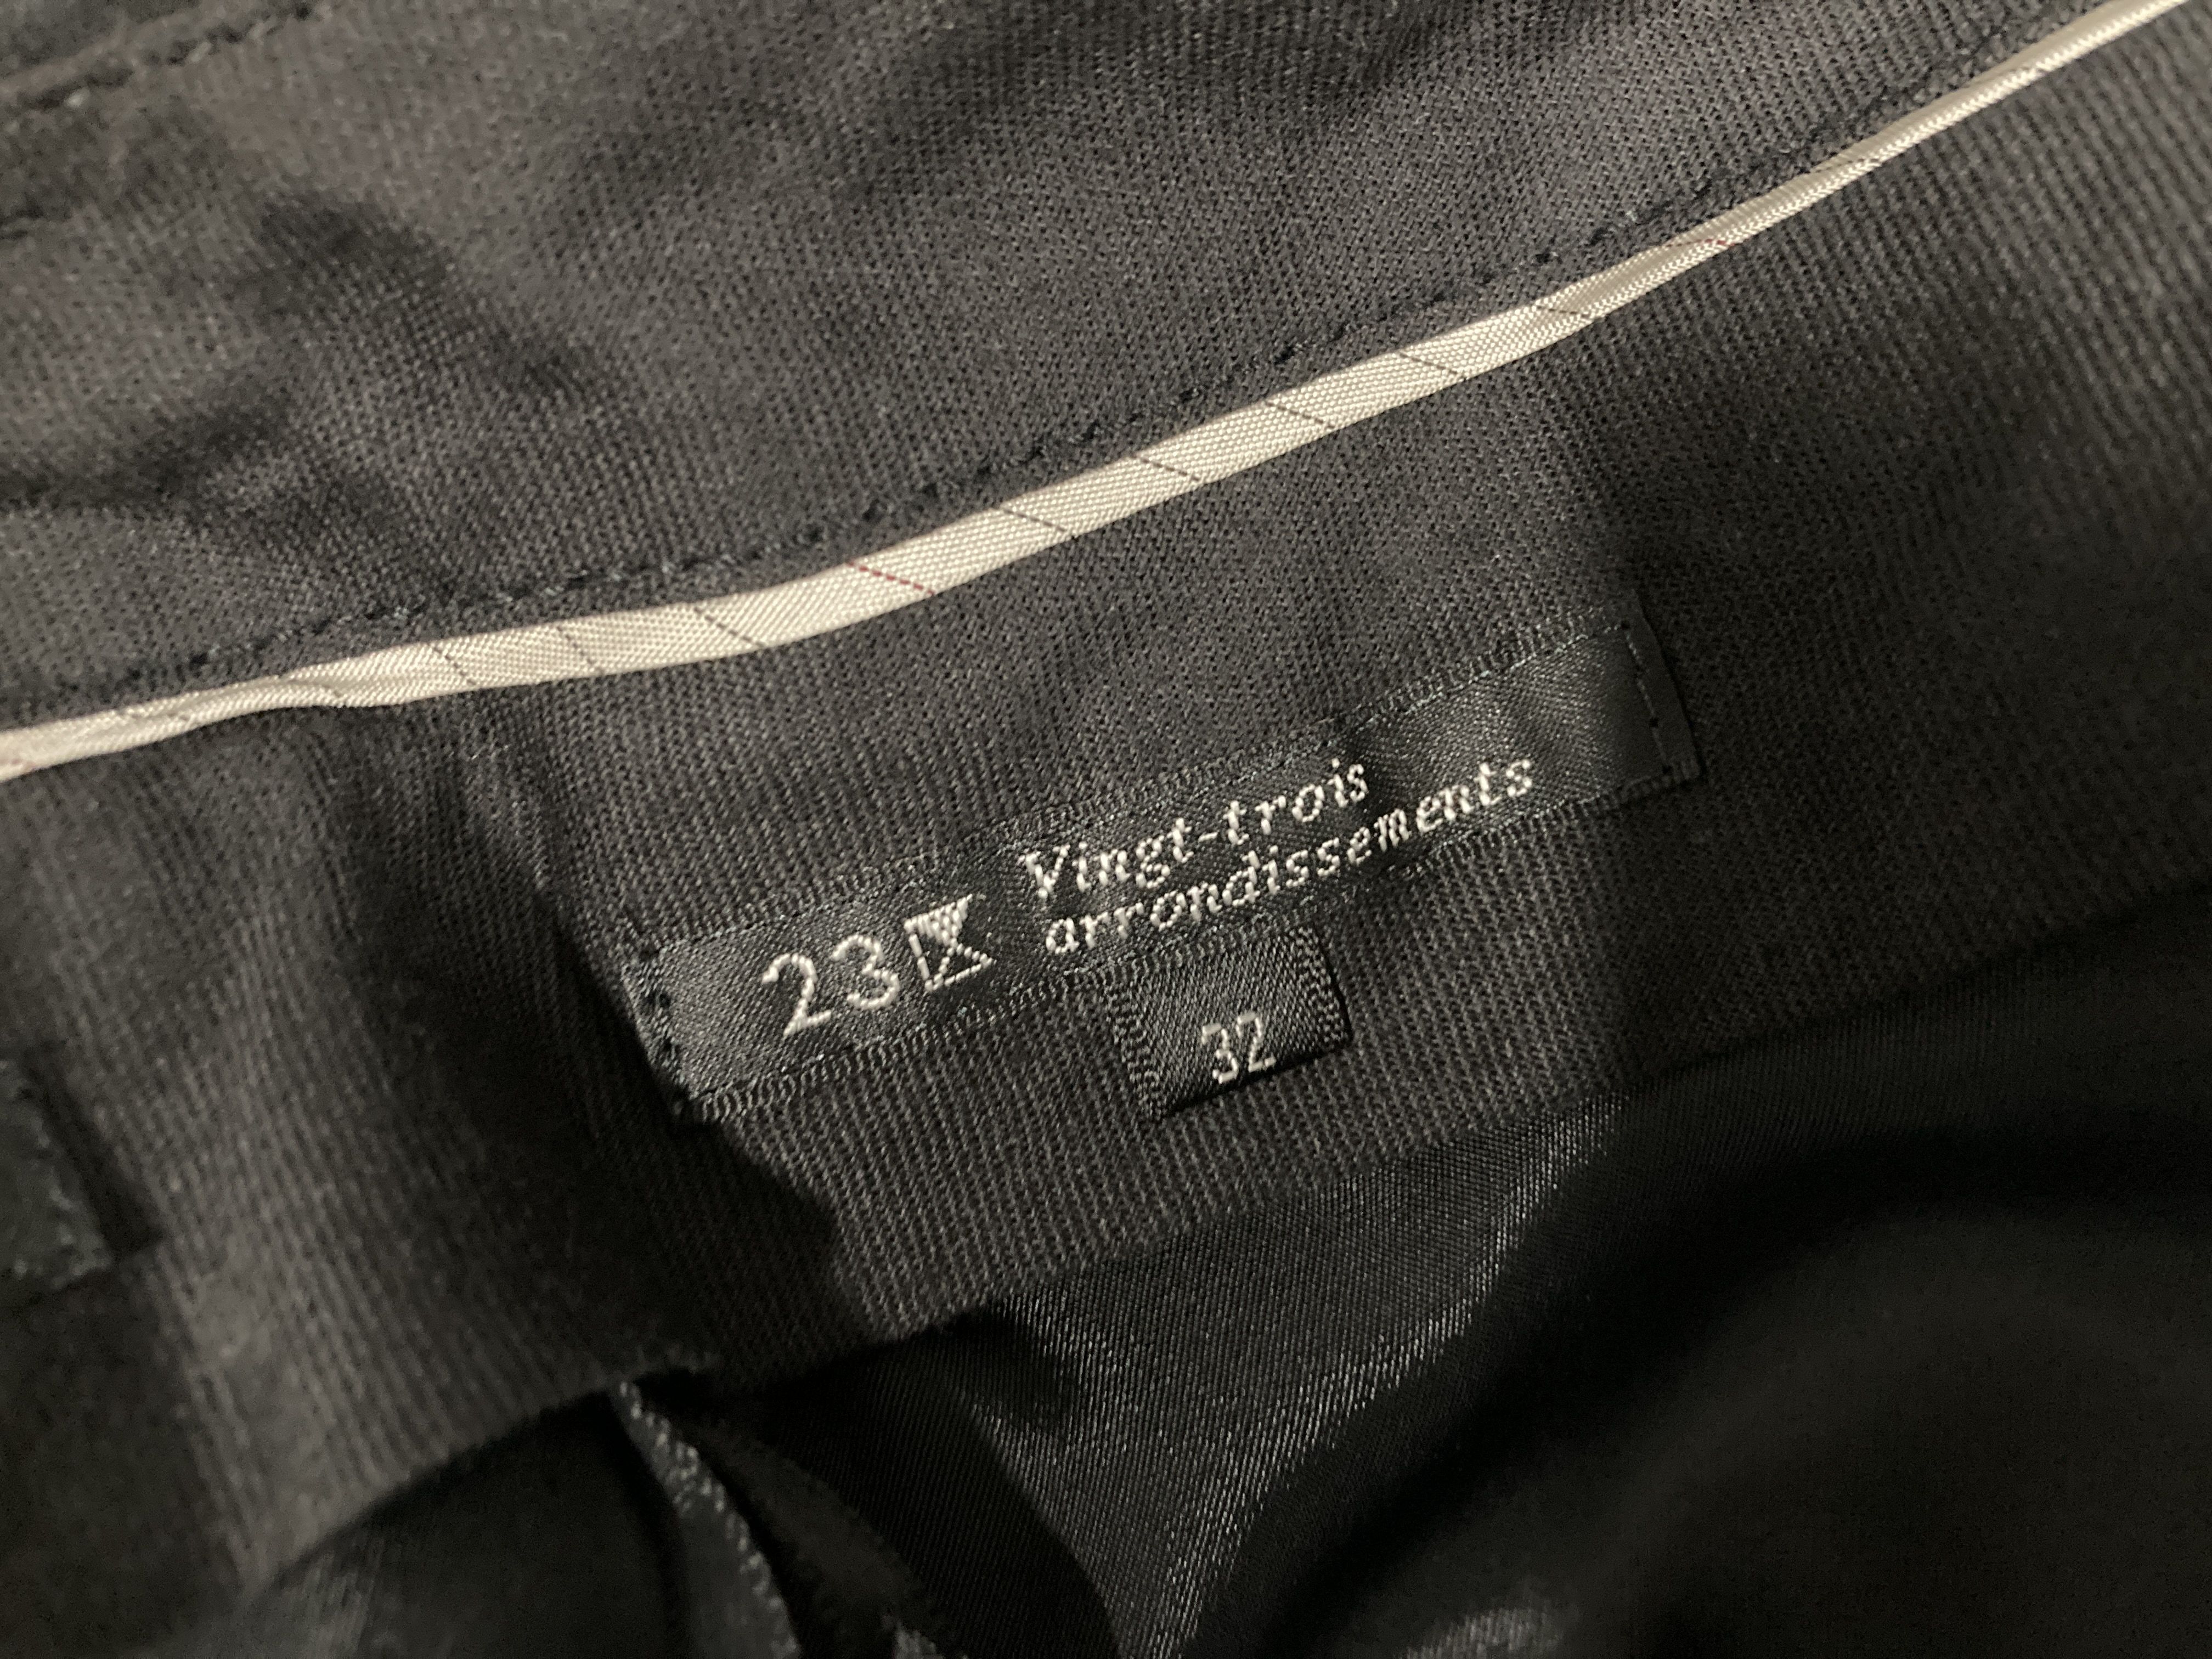 23区 Vingt-trois
arrondissements
32